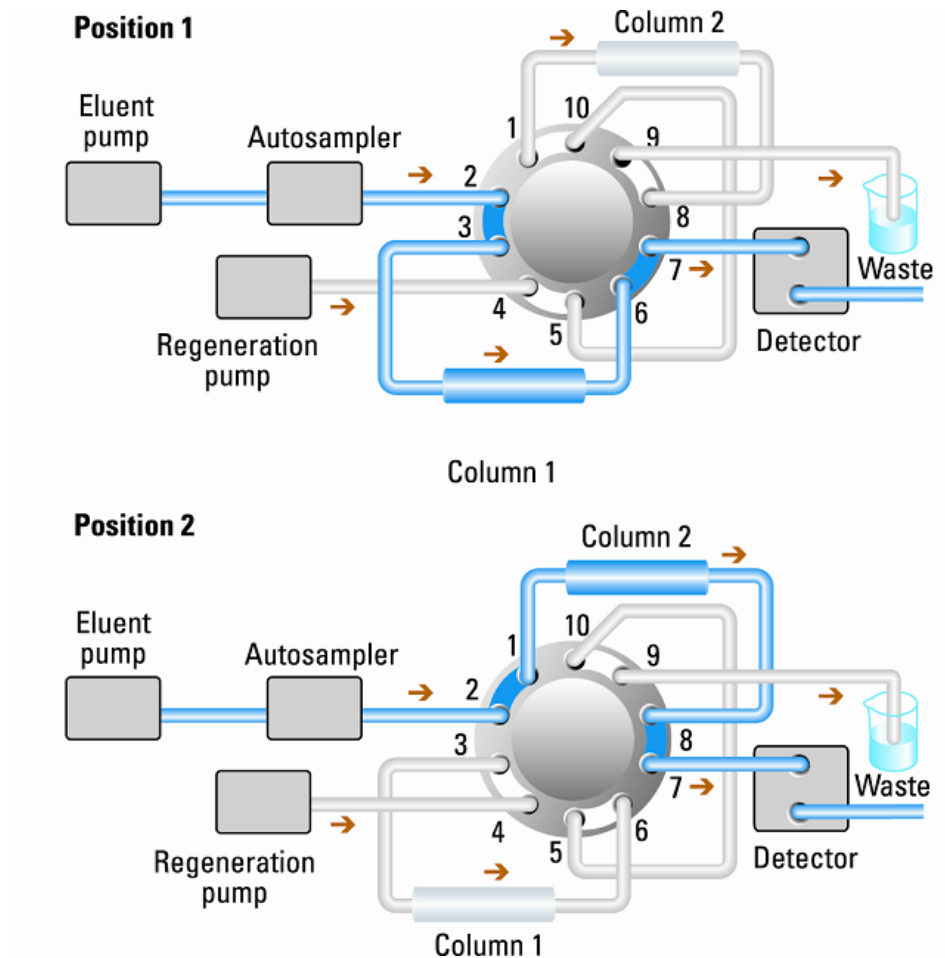 Position 1
Column 2
Eluent
pump
Autosampler
1
10
9
2
3
8
7
Waste
4
5
6
Regeneration
pump
Detector
Column 1
Position 2
Column 2
Eluent
pump
Autosampler
1
10
9
2
3
8
7
Waste
4
5
6
Regeneration
pump
Detector
Column 1